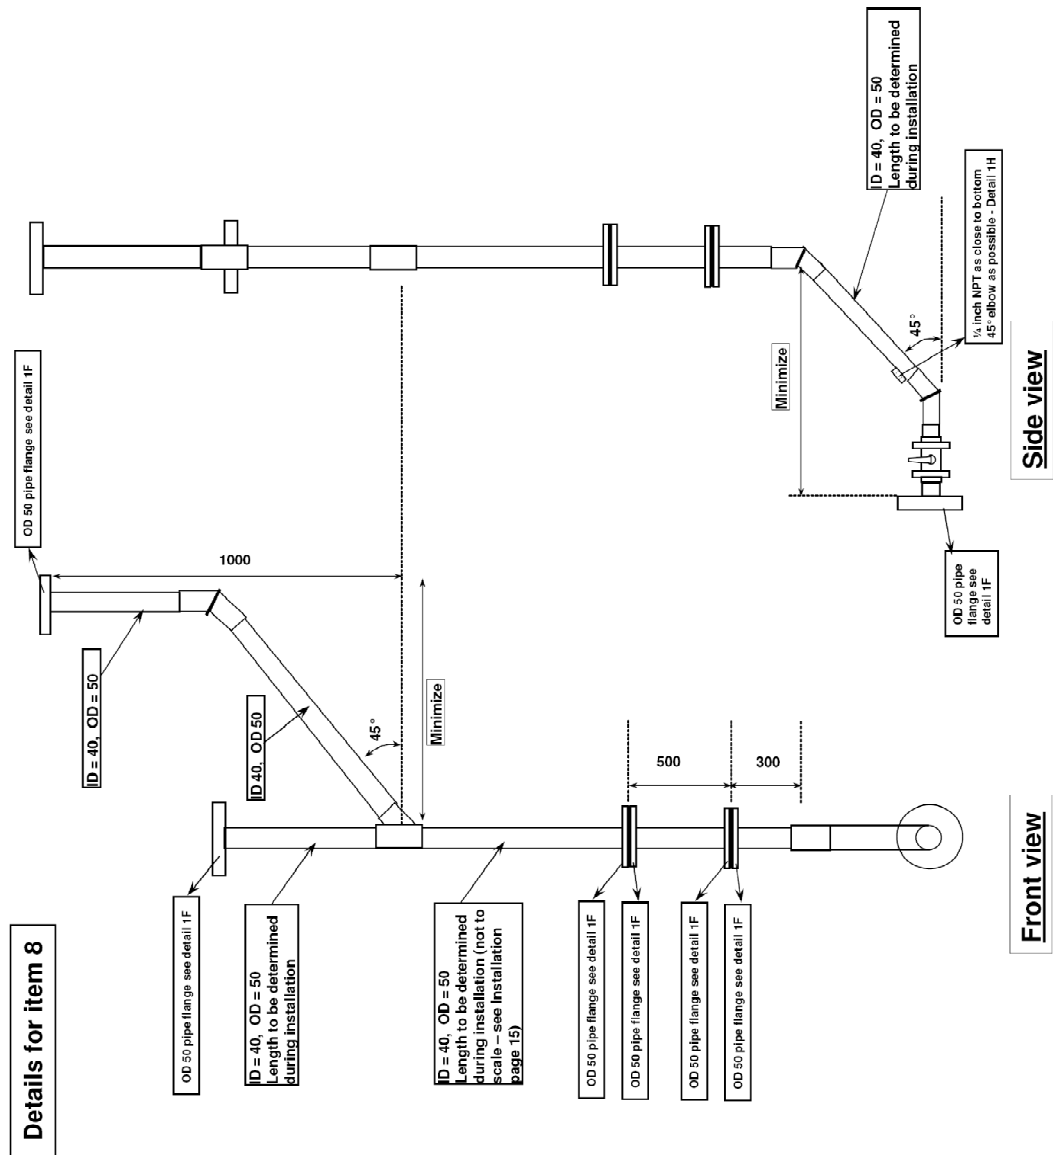 Details for item 8
OD 50 pipe flange see detail 1F
ID = 40, OD = 50
Length to be determined
during installation
ID = 40, OD = 50
Length to be determined
during installation (not to
scale – see Installation
page 15)
OD 50 pipe flange see detail 1F
OD 50 pipe flange see detail 1F
OD 50 pipe flange see detail 1F
OD 50 pipe flange see detail 1F
Front view
ID = 40, OD = 50
ID 40, OD 50
45°
Minimize
500
300
OD 50 pipe flange see detail 1F
1000
OD 50 pipe
flange see
detail 1F
Side view
Minimize
45°
ID = 40, OD = 50
Length to be determined
during installation
¼ inch NPT as close to bottom
45° elbow as possible - Detail 1H